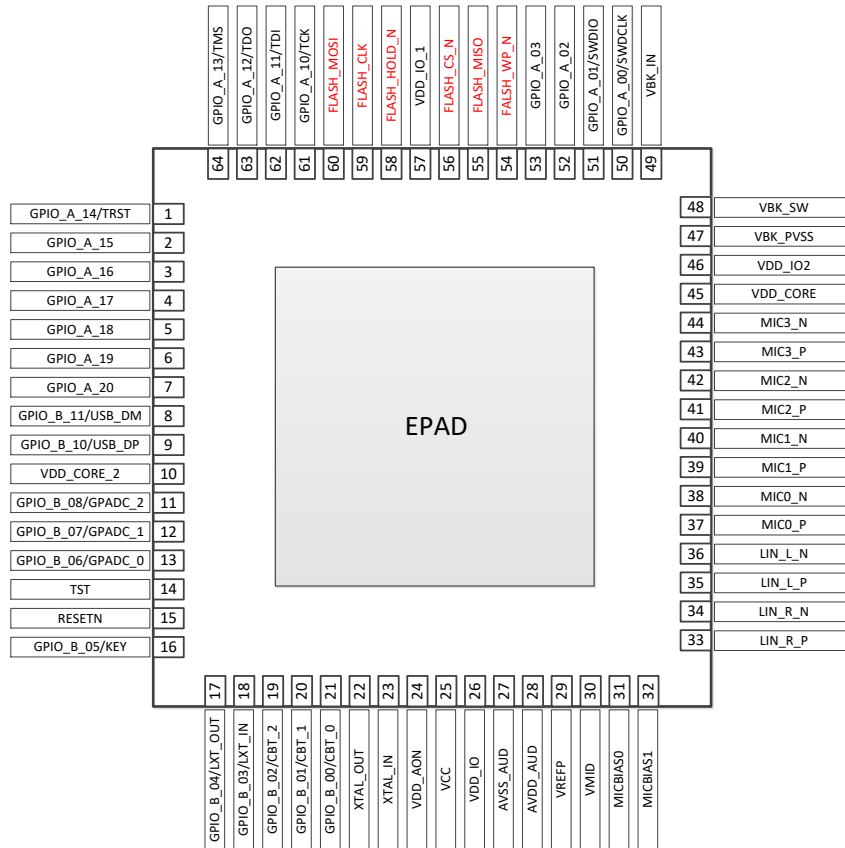 GPIO_A_13/TMS
GPIO_A_12/TDO
GPIO_A_11/TDI
GPIO_A_10/TCK
FLASH_MOSI
FLASH_CLK
FLASH_HOLD_N
VDD_IO_1
FLASH_CS_N
FLASH_MISO
FALSH_WP_N
GPIO_A_03
GPIO_A_02
GPIO_A_01/SWDIO
GPIO_A_00/SWDCLK
VBK_IN
64
63
62
61
60
59
58
57
56
55
54
53
52
51
50
49
GPIO_A_14/TRST 1
GPIO_A_15 2
GPIO_A_16 3
GPIO_A_17 4
GPIO_A_18 5
GPIO_A_19 6
GPIO_A_20 7
GPIO_B_11/USB_DM 8
GPIO_B_10/USB_DP 9
VDD_CORE_2 10
GPIO_B_08/GPADC_2 11
GPIO_B_07/GPADC_1 12
GPIO_B_06/GPADC_0 13
TST 14
RESETN 15
GPIO_B_05/KEY 16
EPAD
48 VBK_SW
47 VBK_PVSS
46 VDD_IO2
45 VDD_CORE
44 MIC3_N
43 MIC3_P
42 MIC2_N
41 MIC2_P
40 MIC1_N
39 MIC1_P
38 MIC0_N
37 MIC0_P
36 LIN_L_N
35 LIN_L_P
34 LIN_R_N
33 LIN_R_P
17
18
19
20
21
22
23
24
25
26
27
28
29
30
31
32
GPIO_B_04/LXT_OUT
GPIO_B_03/LXT_IN
GPIO_B_02/CBT_2
GPIO_B_01/CBT_1
GPIO_B_00/CBT_0
XTAL_OUT
XTAL_IN
VDD_AON
VCC
VDD_IO
AVSS_AUD
AVDD_AUD
VREFP
VMID
MICBIAS0
MICBIAS1